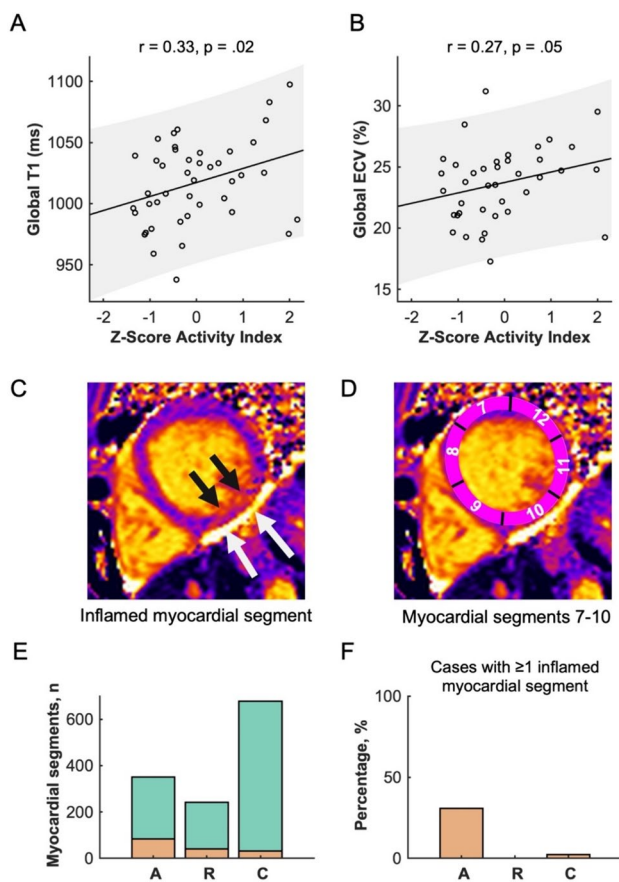 A
r = 0.33, p = .02
1100
1050
1000
950
Global T1 (ms)
-2 -1 0 1 2
Z-Score Activity Index
B
r = 0.27, p = .05
30
25
20
15
Global ECV (%)
-2 -1 0 1 2
Z-Score Activity Index
C
Inflamed myocardial segment
D
7
12
8
11
9
10
Myocardial segments 7-10
E
Myocardial segments, n
600
400
200
0
A R C
F
Cases with ≥1 inflamed
myocardial segment
Percentage, %
100
50
0
A R C